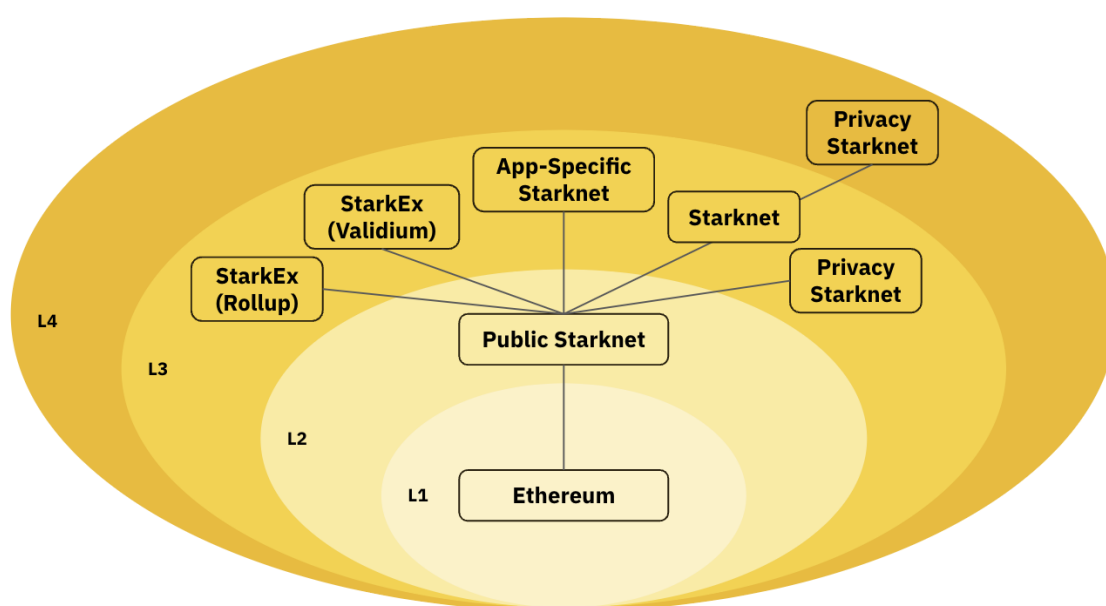 Privacy
Starknet
App-Specific
Starknet
StarkEx
(Validium)
Starknet
StarkEx
(Rollup)
Privacy
Starknet
L4
Public Starknet
L3
L2
L1
Ethereum